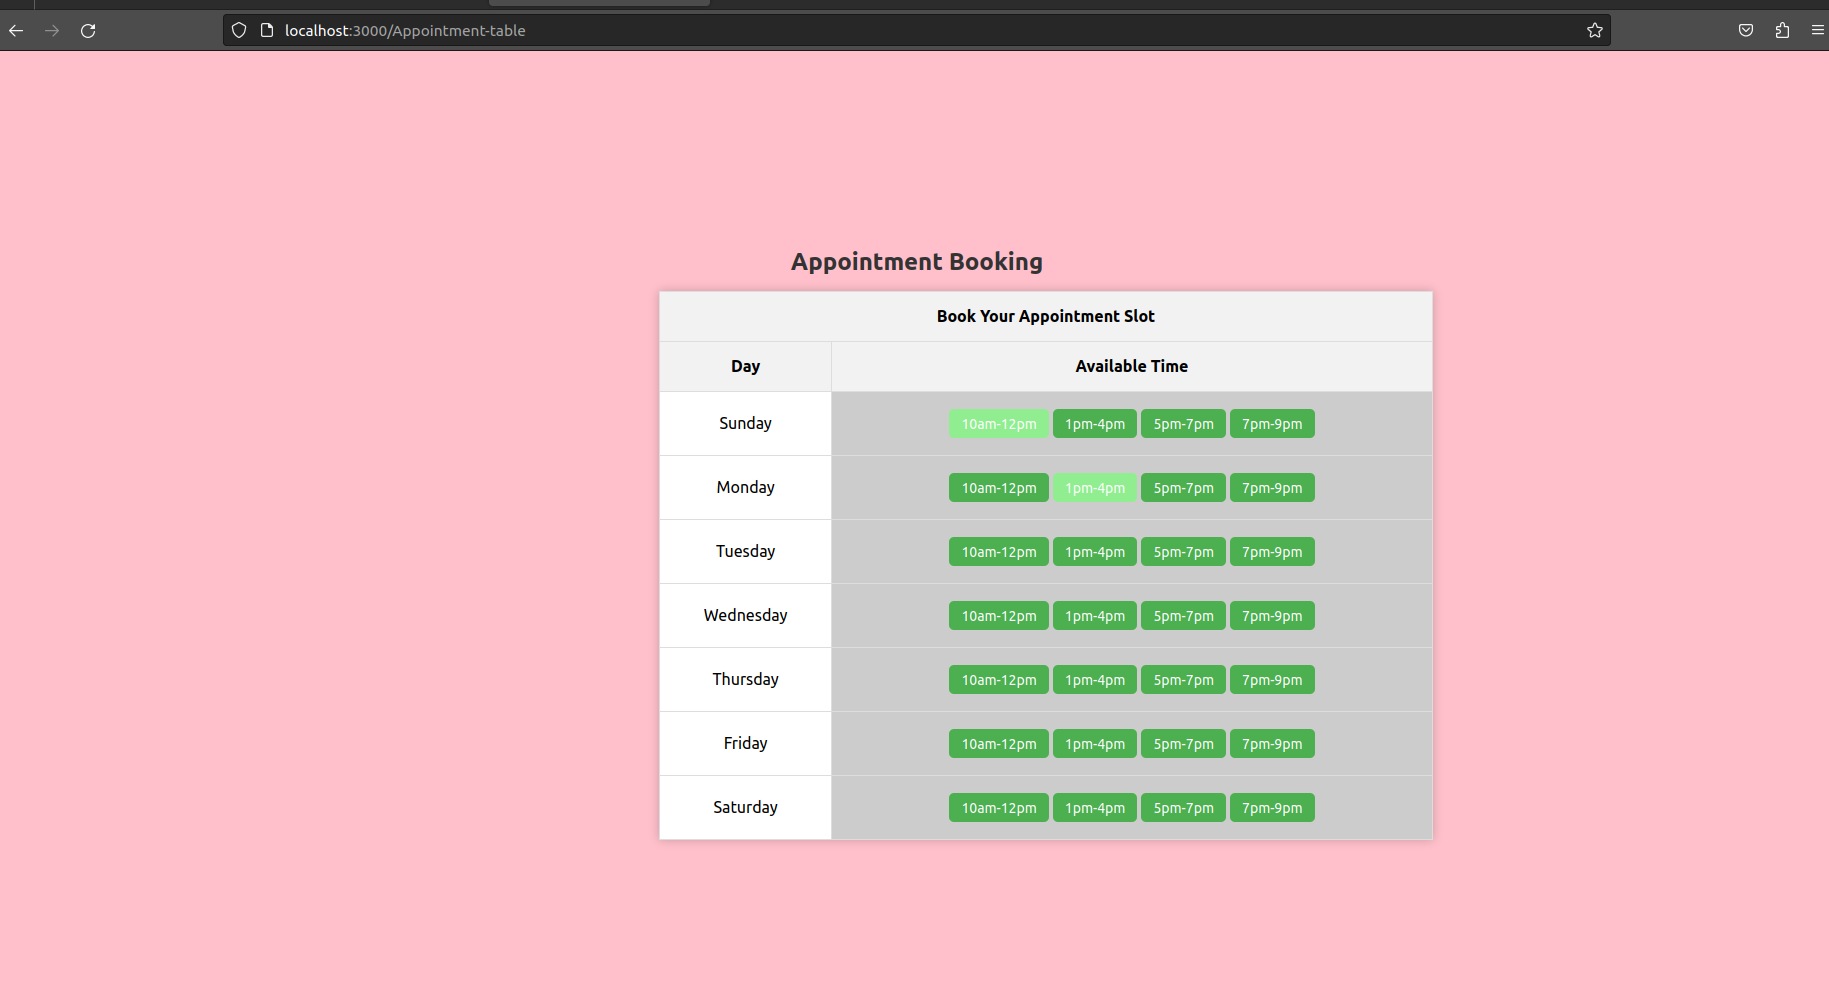 localhost:3000/Appointment-table
Appointment Booking
Book Your Appointment Slot
Day Available Time
Sunday 10am-12pm 1pm-4pm 5pm-7pm 7pm-9pm
Monday 10am-12pm 1pm-4pm 5pm-7pm 7pm-9pm
Tuesday 10am-12pm 1pm-4pm 5pm-7pm 7pm-9pm
Wednesday 10am-12pm 1pm-4pm 5pm-7pm 7pm-9pm
Thursday 10am-12pm 1pm-4pm 5pm-7pm 7pm-9pm
Friday 10am-12pm 1pm-4pm 5pm-7pm 7pm-9pm
Saturday 10am-12pm 1pm-4pm 5pm-7pm 7pm-9pm